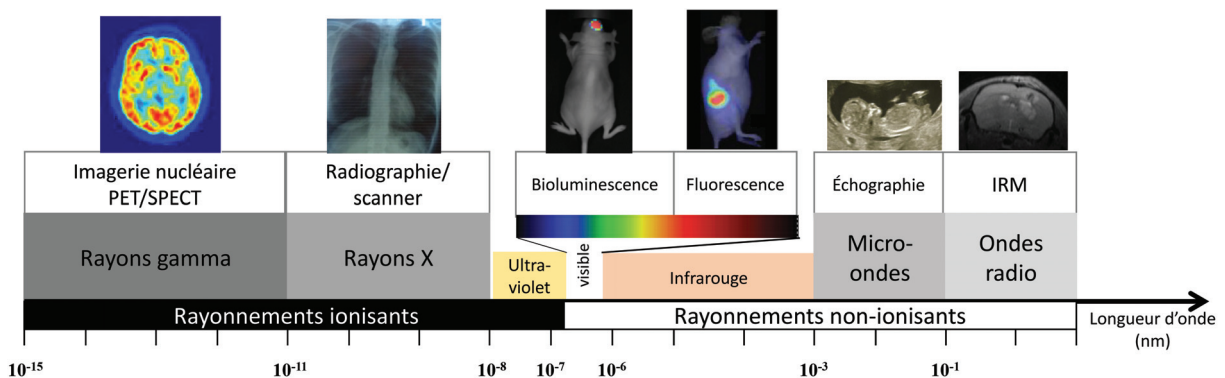 Imagerie nucléaire
PET/SPECT
Radiographie/
scanner
Bioluminescence
Fluorescence
Échographie
IRM
Rayons gamma
Rayons X
Ultra-
violet
visible
Infrarouge
Micro-
ondes
Ondes
radio
Rayonnements ionisants
Rayonnements non-ionisants
Longueur d'onde
(nm)
10⁻¹⁵
10⁻¹¹
10⁻⁸
10⁻⁷
10⁻⁶
10⁻³
10⁻¹